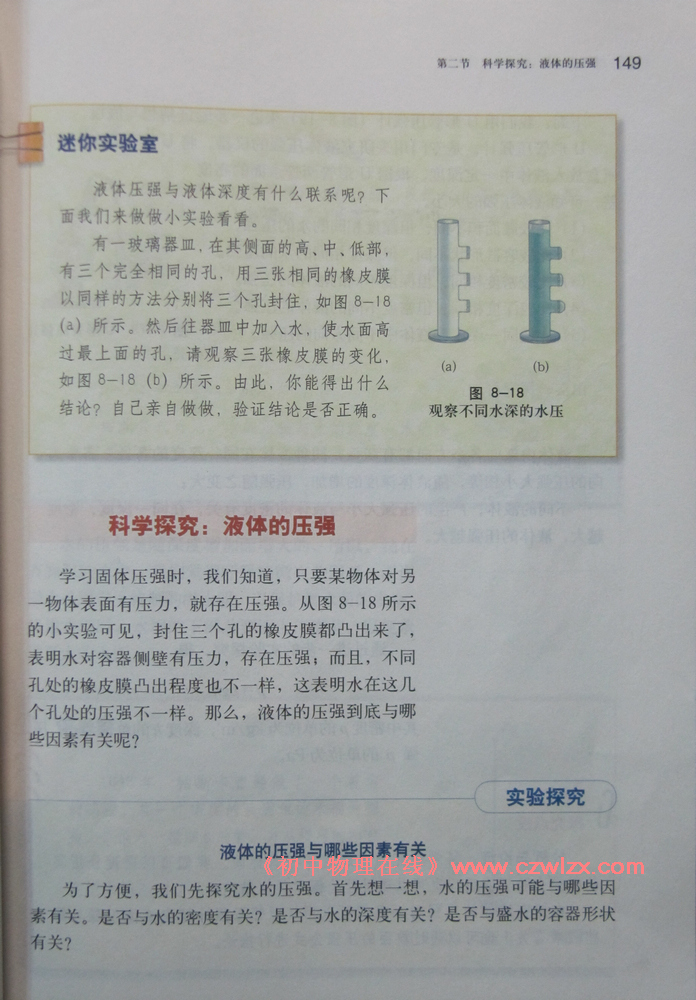 第二节 科学探究：液体的压强 149
迷你实验室
液体压强与液体深度有什么联系呢？下
面我们来做做小实验看看。
有一玻璃器皿，在其侧面的高、中、低部，
有三个完全相同的孔，用三张相同的橡皮膜
以同样的方法分别将三个孔封住，如图 8-18
(a) 所示。然后往器皿中加入水，使水面高
过最上面的孔，请观察三张橡皮膜的变化，
如图 8-18 (b) 所示。由此，你能得出什么
结论？自己亲自做做，验证结论是否正确。
(a) (b)
图 8-18
观察不同水深的水压
科学探究：液体的压强
学习固体压强时，我们知道，只要某物体对另
一物体表面有压力，就存在压强。从图 8-18 所示
的小实验可见，封住三个孔的橡皮膜都凸出来了，
表明水对容器侧壁有压力，存在压强；而且，不同
孔处的橡皮膜凸出程度也不一样，这表明水在这几
个孔处的压强不一样。那么，液体的压强到底与哪
些因素有关呢？
实验探究
液体的压强与哪些因素有关
《初中物理在线》www.czwlzx.com
为了方便，我们先探究水的压强。首先想一想，水的压强可能与哪些因
素有关。是否与水的密度有关？是否与水的深度有关？是否与盛水的容器形状
有关？